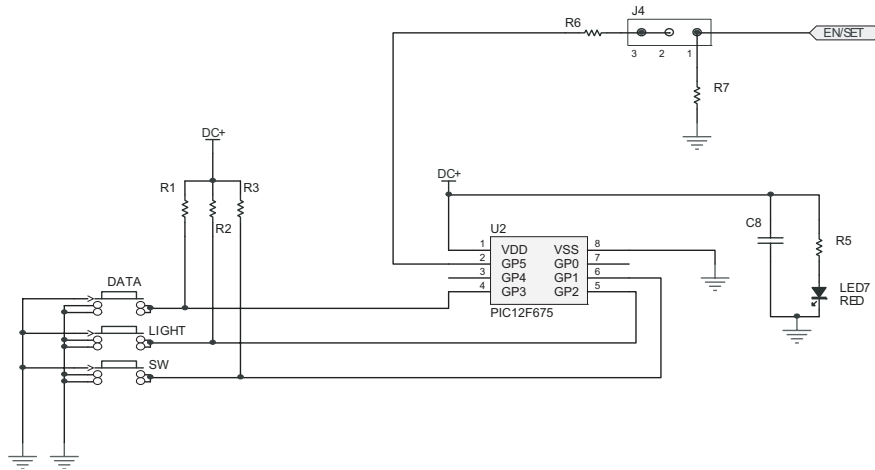 J4
R6
EN/SET
3 2 1
R7
DC+
DC+
R1 R3
R2
C8
R5
U2
1 VDD VSS 8
2 GP5 GP0 7
3 GP4 GP1 6
4 GP3 GP2 5
PIC12F675
DATA
LED7
RED
LIGHT
SW